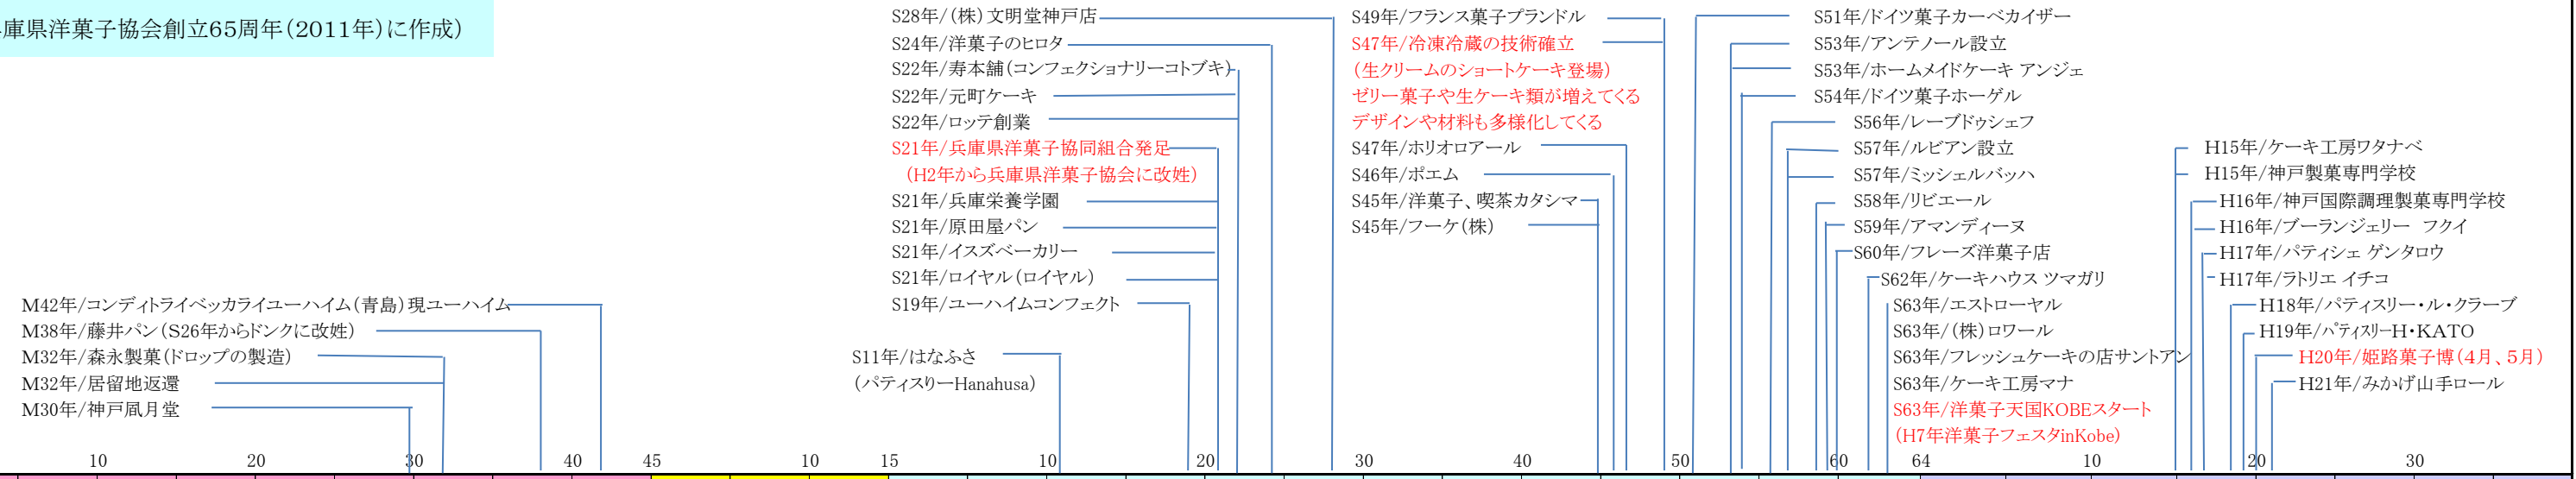 庫県洋菓子協会創立65周年（2011年）に作成）
M42年/コンディトライベッカライユーハイム（青島）現ユーハイム
M38年/藤井パン（S26年からドンクに改姓）
M32年/森永製菓（ドロップの製造）
M32年/居留地返還
M30年/神戸凮月堂
S28年/（株）文明堂神戸店
S24年/洋菓子のヒロタ
S22年/寿本舗（コンフェクショナリーコトブキ）
S22年/元町ケーキ
S22年/ロッテ創業
S21年/兵庫県洋菓子協同組合発足
（H2年から兵庫県洋菓子協会に改姓）
S21年/兵庫栄養学園
S21年/原田屋パン
S21年/イスズベーカリー
S21年/ロイヤル（ロイヤル）
S19年/ユーハイムコンフェクト
S11年/はなふさ
（パティスりーHanahusa）
S49年/フランス菓子プランドル
S47年/冷凍冷蔵の技術確立
（生クリームのショートケーキ登場）
ゼリー菓子や生ケーキ類が増えてくる
デザインや材料も多様化してくる
S47年/ホリオロアール
S46年/ポエム
S45年/洋菓子、喫茶カタシマ
S45年/フーケ（株）
S51年/ドイツ菓子カーベカイザー
S53年/アンテノール設立
S53年/ホームメイドケーキ アンジェ
S54年/ドイツ菓子ホーゲル
S56年/レーブドゥシェフ
S57年/ルビアン設立
S57年/ミッシェルバッハ
S58年/リビエール
S59年/アマンディーヌ
S60年/フレーズ洋菓子店
S62年/ケーキハウス ツマガリ
S63年/エストローヤル
S63年/（株）ロワール
S63年/フレッシュケーキの店サントアン
S63年/ケーキ工房マナ
S63年/洋菓子天国KOBEスタート
（H7年洋菓子フェスタinKobe）
H15年/ケーキ工房ワタナベ
H15年/神戸製菓専門学校
H16年/神戸国際調理製菓専門学校
H16年/ブーランジェリー　フクイ
H17年/パティシェ ゲンタロウ
H17年/ラトリエ イチコ
H18年/パティスリー・ル・クラーブ
H19年/パティスリーH・KATO
H20年/姫路菓子博（4月、5月）
H21年/みかげ山手ロール
10 20 30 40 45 10 15 10 20 30 40 50 60 64 10 20 30